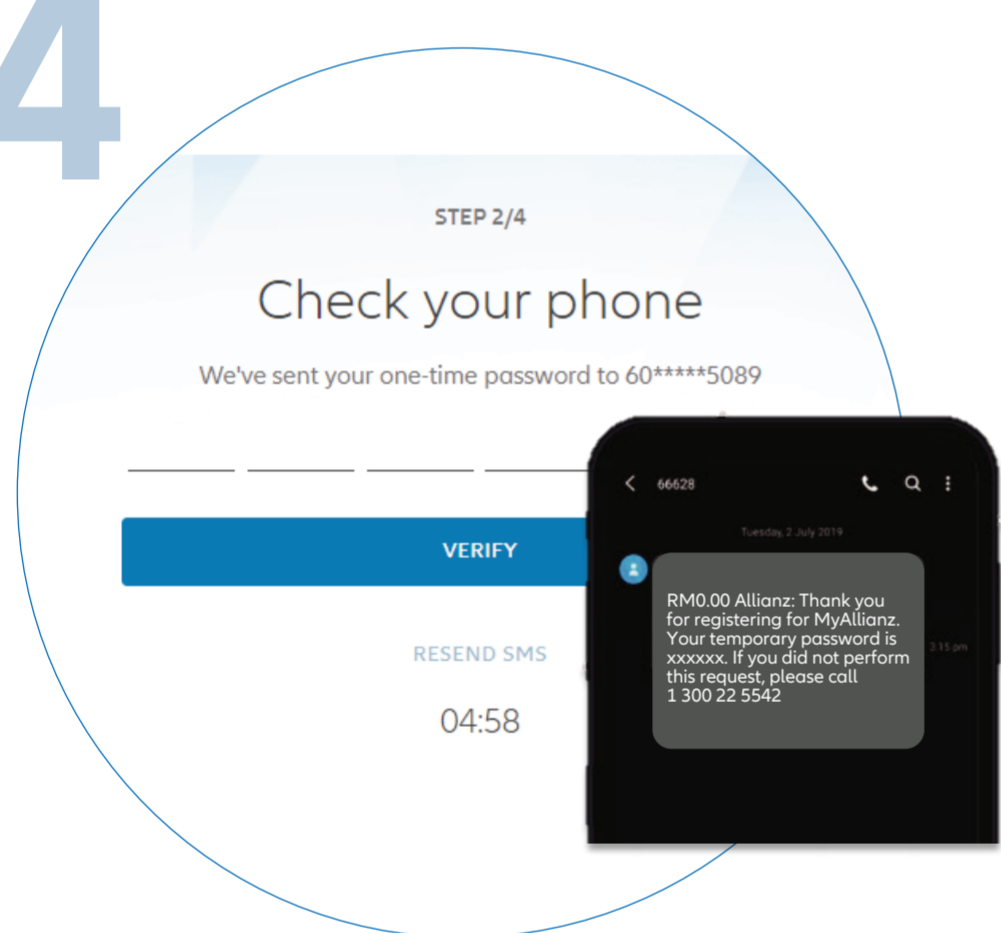 4
STEP 2/4
Check your phone
We've sent your one-time password to 60*****5089
VERIFY
RESEND SMS
04:58
66628
Tuesday, 2 July 2019
RM0.00 Allianz: Thank you
for registering for MyAllianz.
Your temporary password is
xxxxxx. If you did not perform
this request, please call
1 300 22 5542
3:15 pm